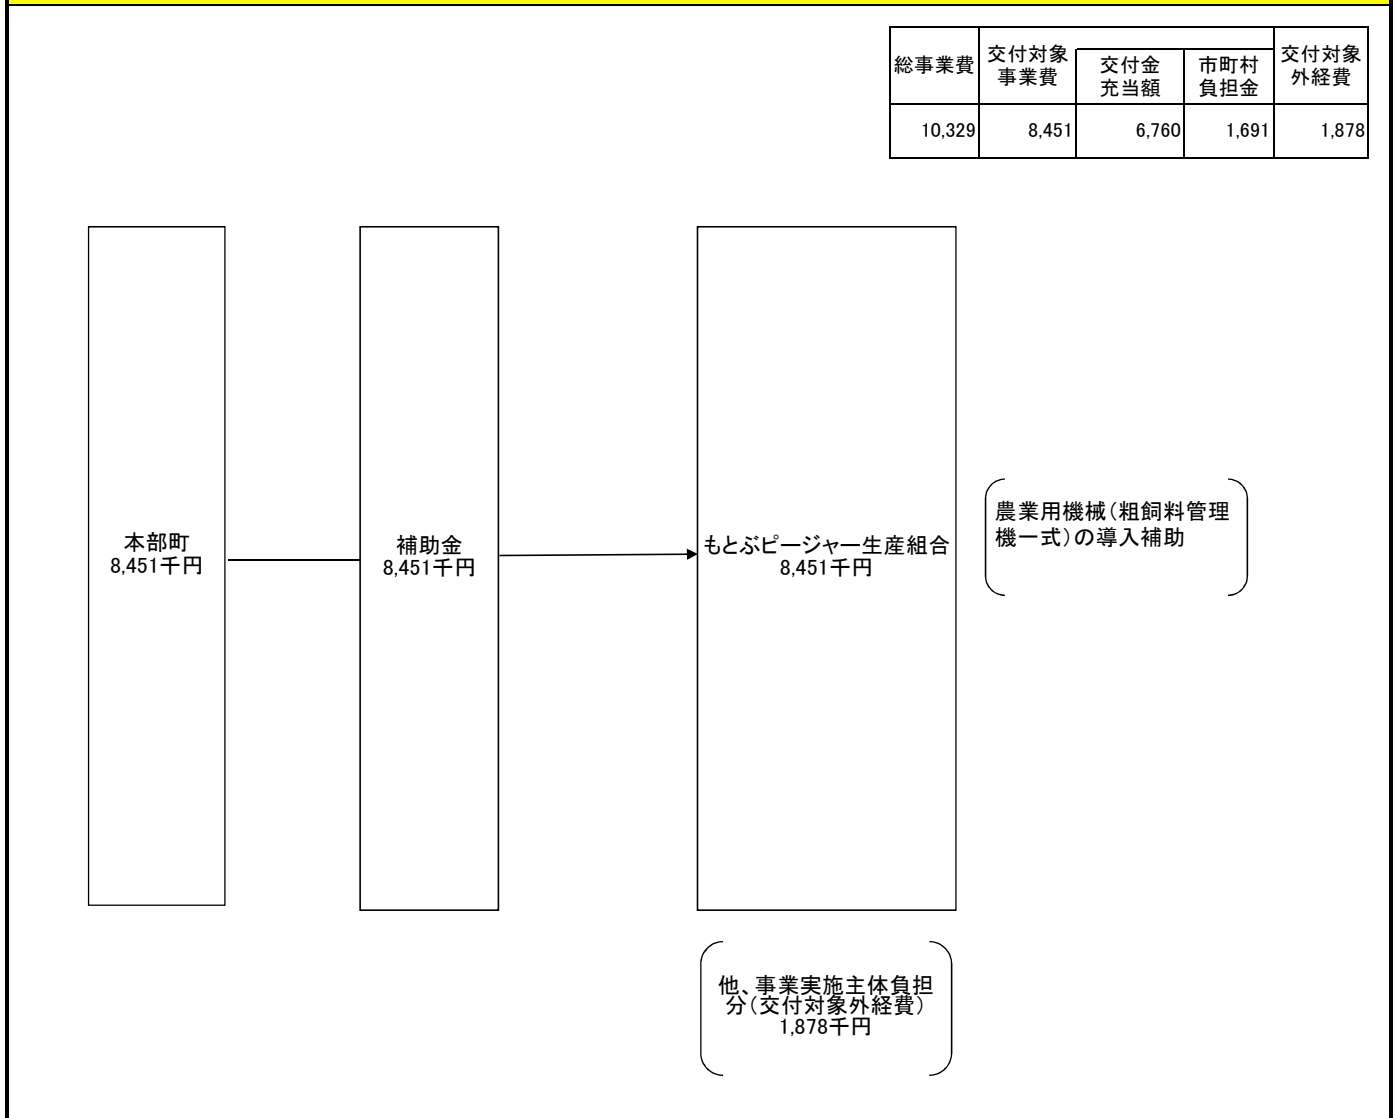 総事業費
交付対象
事業費
交付金
充当額
市町村
負担金
交付対象
外経費
10,329
8,451
6,760
1,691
1,878
本部町
8,451千円
補助金
8,451千円
もとぶピージャー生産組合
8,451千円
農業用機械(粗飼料管理
機一式)の導入補助
他、事業実施主体負担
分(交付対象外経費)
1,878千円